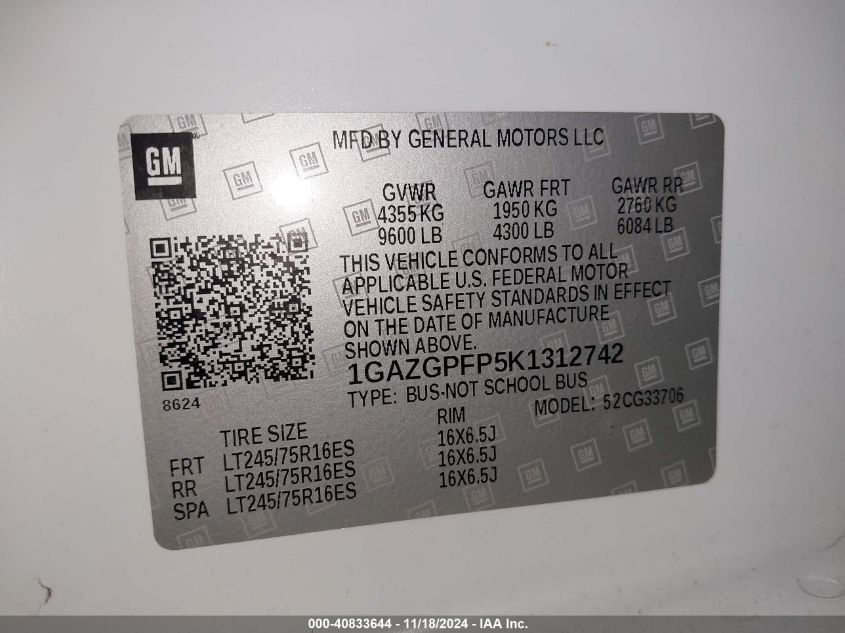 GM
MFD BY GENERAL MOTORS LLC
GVWR GAWR FRT GAWR RR
4355 KG 1950 KG 2760 KG
9600 LB 4300 LB 6084 LB
THIS VEHICLE CONFORMS TO ALL
APPLICABLE U.S. FEDERAL MOTOR
VEHICLE SAFETY STANDARDS IN EFFECT
ON THE DATE OF MANUFACTURE
SHOWN ABOVE.
1GAZGPFP5K1312742
TYPE: BUS-NOT SCHOOL BUS
8624
MODEL: 52CG33706
TIRE SIZE RIM
FRT LT245/75R16ES 16X6.5J
RR LT245/75R16ES 16X6.5J
SPA LT245/75R16ES 16X6.5J
000-40833644 - 11/18/2024 - IAA Inc.